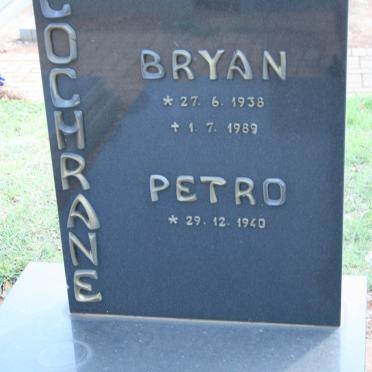 COCHRANE
BRYAN
* 27. 6. 1938
† 1. 7. 1989
PETRO
* 29. 12. 1940